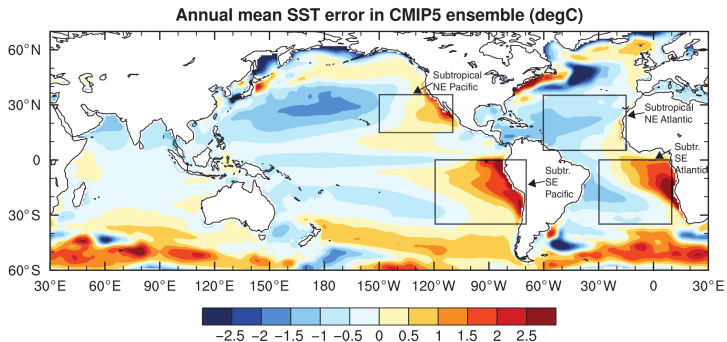 Annual mean SST error in CMIP5 ensemble (degC)
60°N
30°N
0
30°S
60°S
Subtropical
NE Pacific
Subtropical
NE Atlantic
Subtr.
SE
Atlantic
Subtr.
SE
Pacific
30°E 60°E 90°E 120°E 150°E 180 150°W 120°W 90°W 60°W 30°W 0 30°E
−2.5 −2 −1.5 −1 −0.5 0 0.5 1 1.5 2 2.5